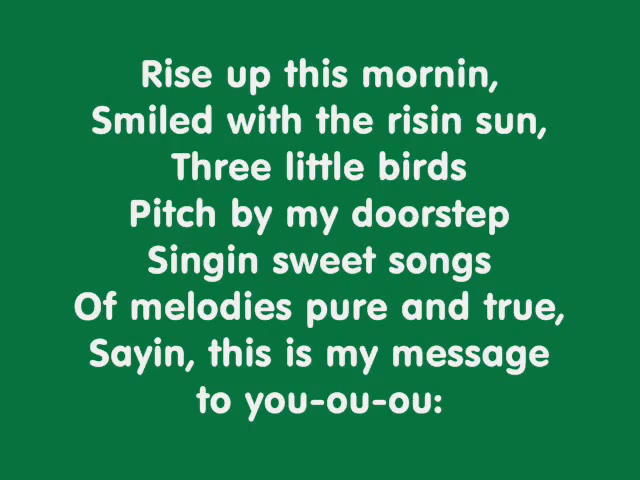 Rise up this mornin,
Smiled with the risin sun,
Three little birds
Pitch by my doorstep
Singin sweet songs
Of melodies pure and true,
Sayin, this is my message
to you-ou-ou: